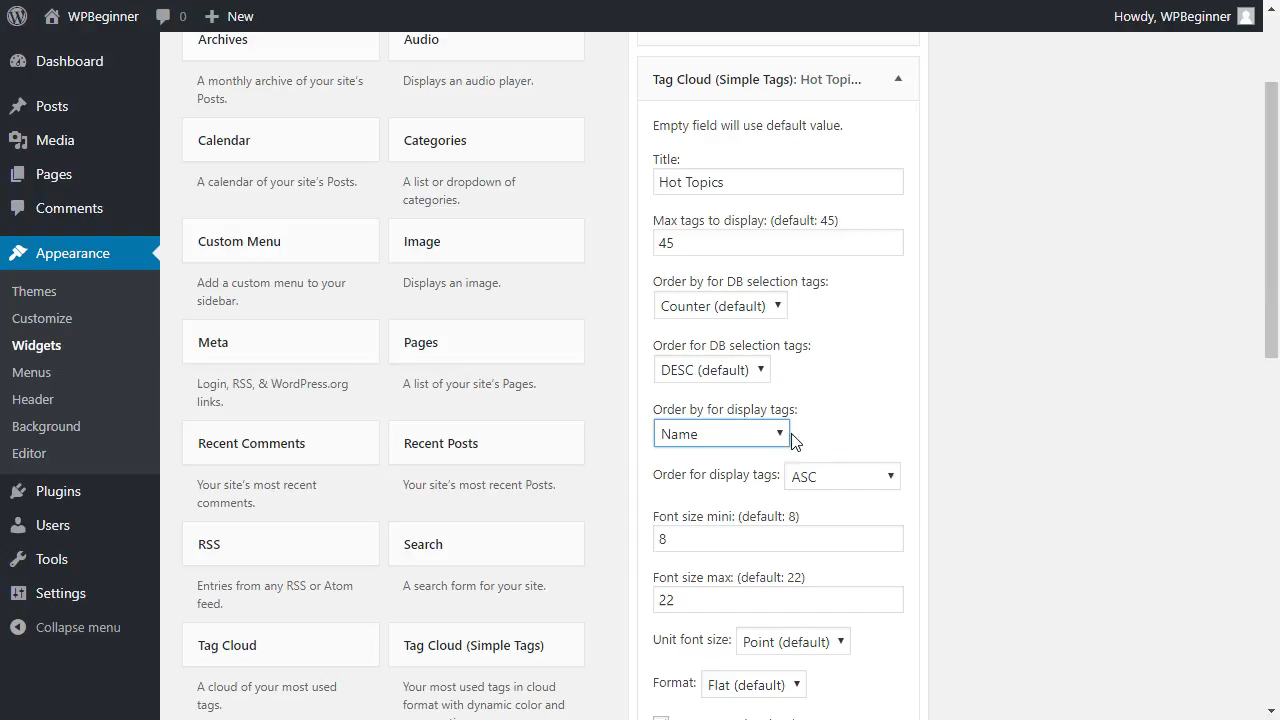 WPBeginner 0 New Howdy, WPBeginner
Dashboard
Posts
Media
Pages
Comments
Appearance
Themes
Customize
Widgets
Menus
Header
Background
Editor
Plugins
Users
Tools
Settings
Collapse menu
Archives
A monthly archive of your site's
Posts.
Audio
Displays an audio player.
Calendar
A calendar of your site's Posts.
Categories
A list or dropdown of
categories.
Custom Menu
Add a custom menu to your
sidebar.
Image
Displays an image.
Meta
Login, RSS, & WordPress.org
links.
Pages
A list of your site's Pages.
Recent Comments
Your site's most recent
comments.
Recent Posts
Your site's most recent Posts.
RSS
Entries from any RSS or Atom
feed.
Search
A search form for your site.
Tag Cloud
A cloud of your most used
tags.
Tag Cloud (Simple Tags)
Your most used tags in cloud
format with dynamic color and
Tag Cloud (Simple Tags): Hot Topi...
Empty field will use default value.
Title:
Hot Topics
Max tags to display: (default: 45)
45
Order by for DB selection tags:
Counter (default)
Order for DB selection tags:
DESC (default)
Order by for display tags:
Name
Order for display tags: ASC
Font size mini: (default: 8)
8
Font size max: (default: 22)
22
Unit font size: Point (default)
Format: Flat (default)